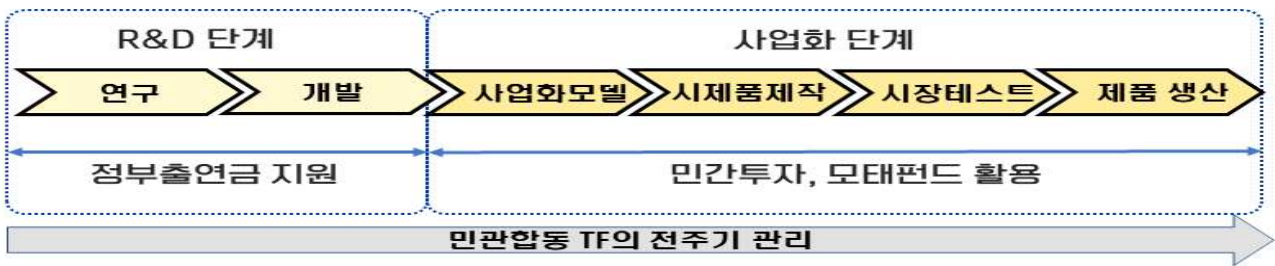 R&D 단계
사업화 단계
연구
개발
사업화모델
시제품제작
시장테스트
제품 생산
정부출연금 지원
민간투자, 모태펀드 활용
민관합동 TF의 전주기 관리